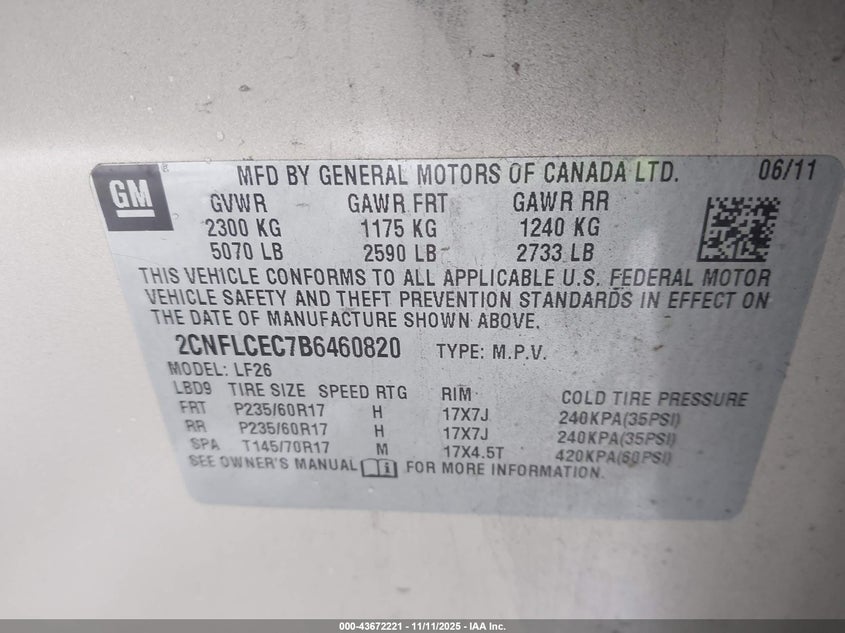 GM
MFD BY GENERAL MOTORS OF CANADA LTD. 06/11
GVWR GAWR FRT GAWR RR
2300 KG 1175 KG 1240 KG
5070 LB 2590 LB 2733 LB
THIS VEHICLE CONFORMS TO ALL APPLICABLE U.S. FEDERAL MOTOR
VEHICLE SAFETY AND THEFT PREVENTION STANDARDS IN EFFECT ON
THE DATE OF MANUFACTURE SHOWN ABOVE.
2CNFLCEC7B6460820 TYPE: M.P.V.
MODEL: LF26
LBD9 TIRE SIZE SPEED RTG RIM COLD TIRE PRESSURE
FRT P235/60R17 H 17X7J 240KPA(35PSI)
RR P235/60R17 H 17X7J 240KPA(35PSI)
SPA T145/70R17 M 17X4.5T 420KPA(60PSI)
SEE OWNER'S MANUAL i FOR MORE INFORMATION.
000-43672221 - 11/11/2025 - IAA Inc.